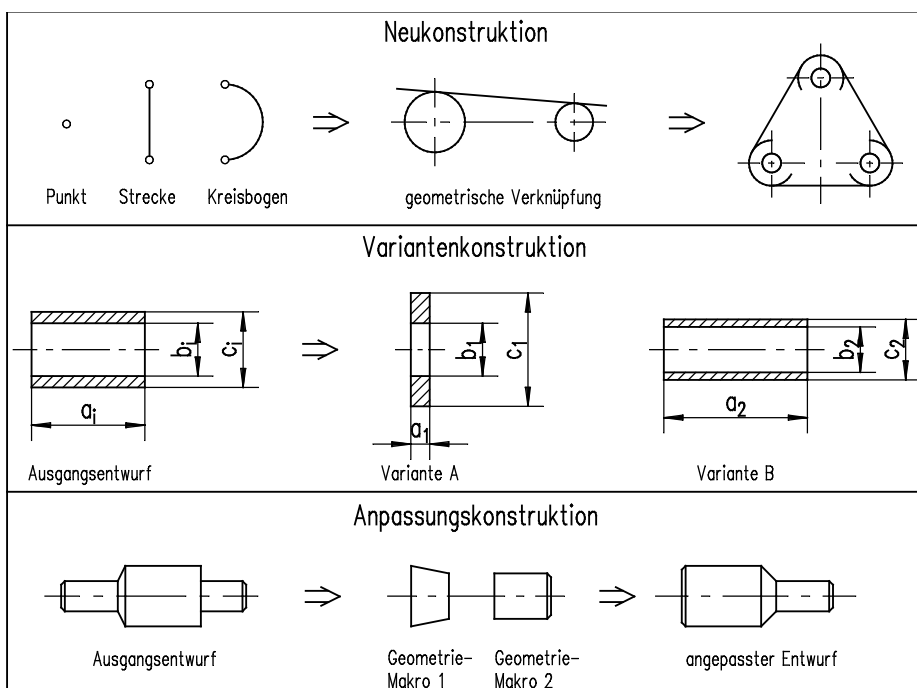 Neukonstruktion
Punkt Strecke Kreisbogen geometrische Verknüpfung
Variantenkonstruktion
bi ci b1 c1 b2 c2
ai a1 a2
Ausgangsentwurf Variante A Variante B
Anpassungskonstruktion
Ausgangsentwurf Geometrie- Geometrie- angepasster Entwurf
Makro 1 Makro 2